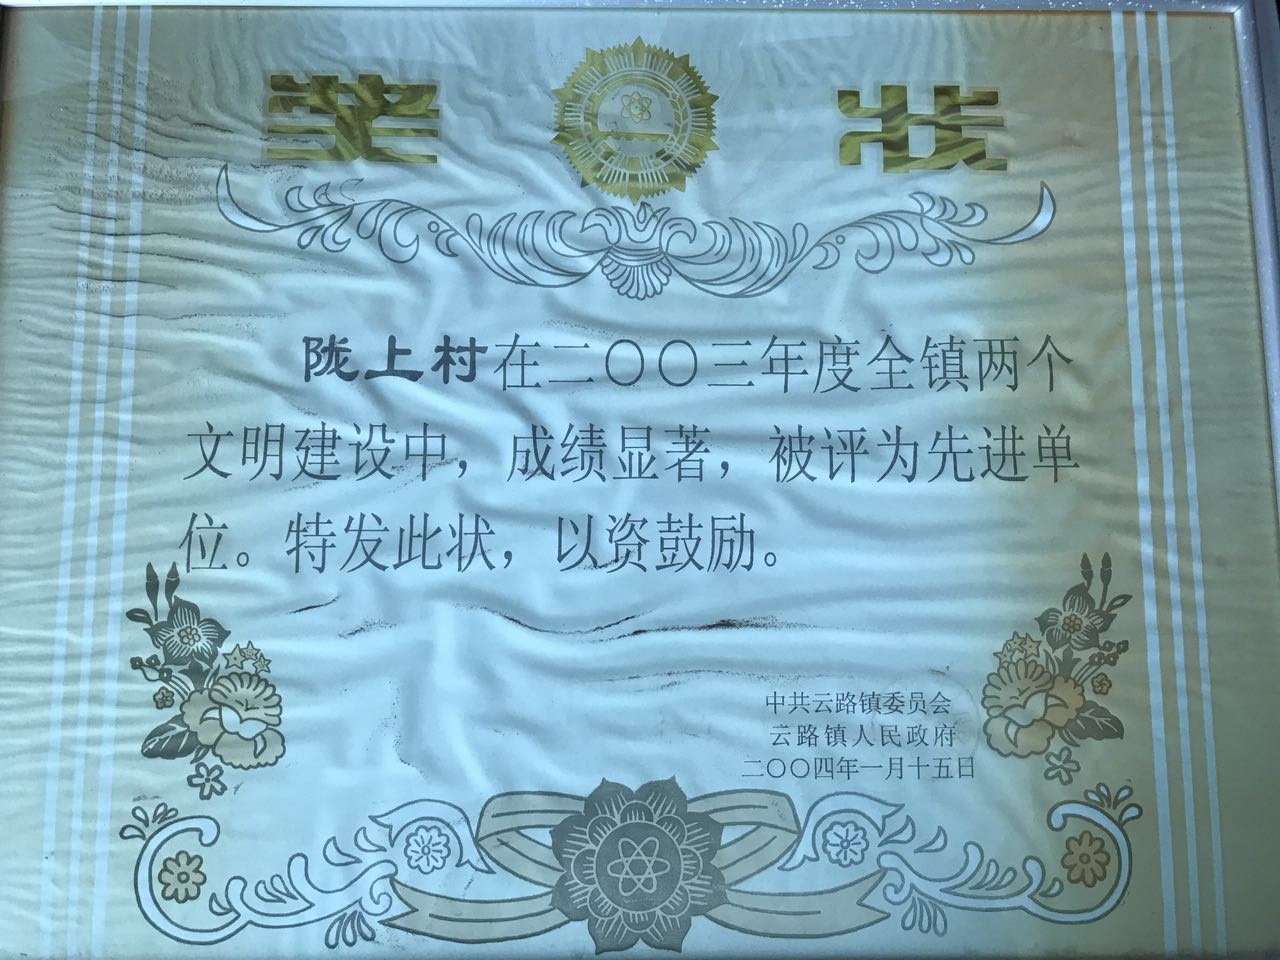 奖状
陇上村在二〇〇三年度全镇两个
文明建设中，成绩显著，被评为先进单
位。特发此状，以资鼓励。
中共云路镇委员会
云路镇人民政府
二〇〇四年一月十五日